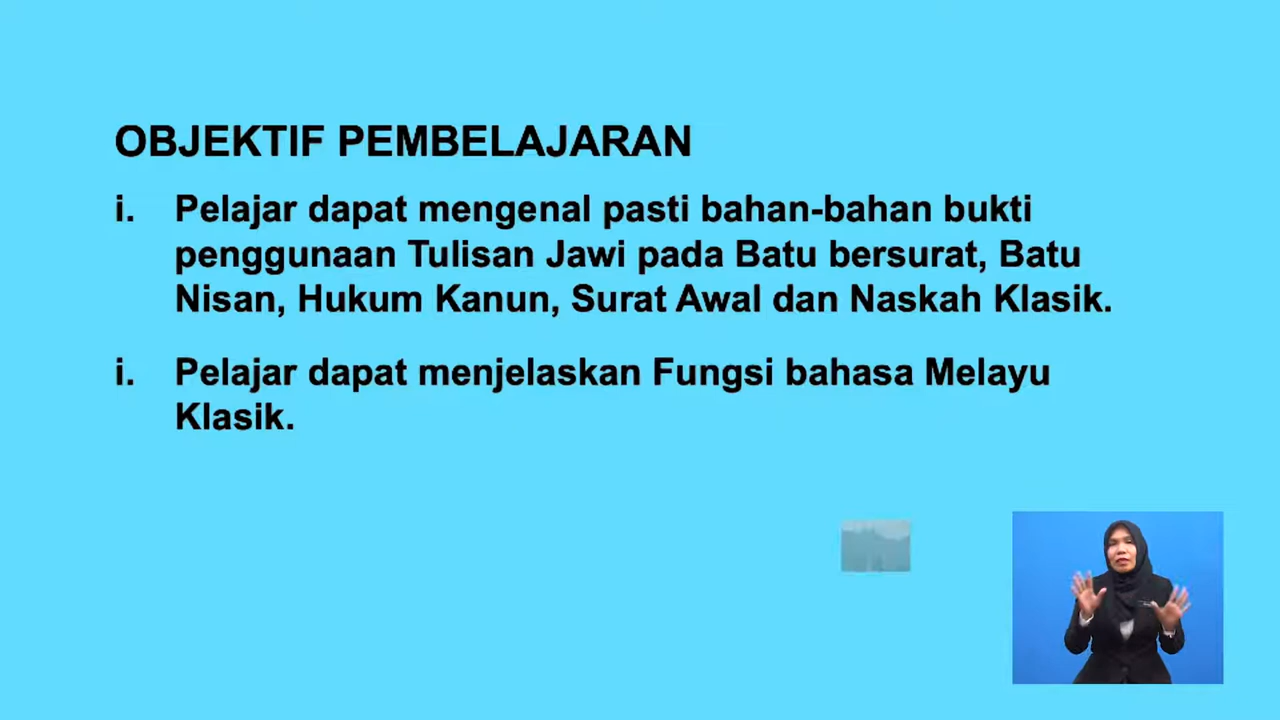 OBJEKTIF PEMBELAJARAN
i. Pelajar dapat mengenal pasti bahan-bahan bukti
penggunaan Tulisan Jawi pada Batu bersurat, Batu
Nisan, Hukum Kanun, Surat Awal dan Naskah Klasik.
i. Pelajar dapat menjelaskan Fungsi bahasa Melayu
Klasik.